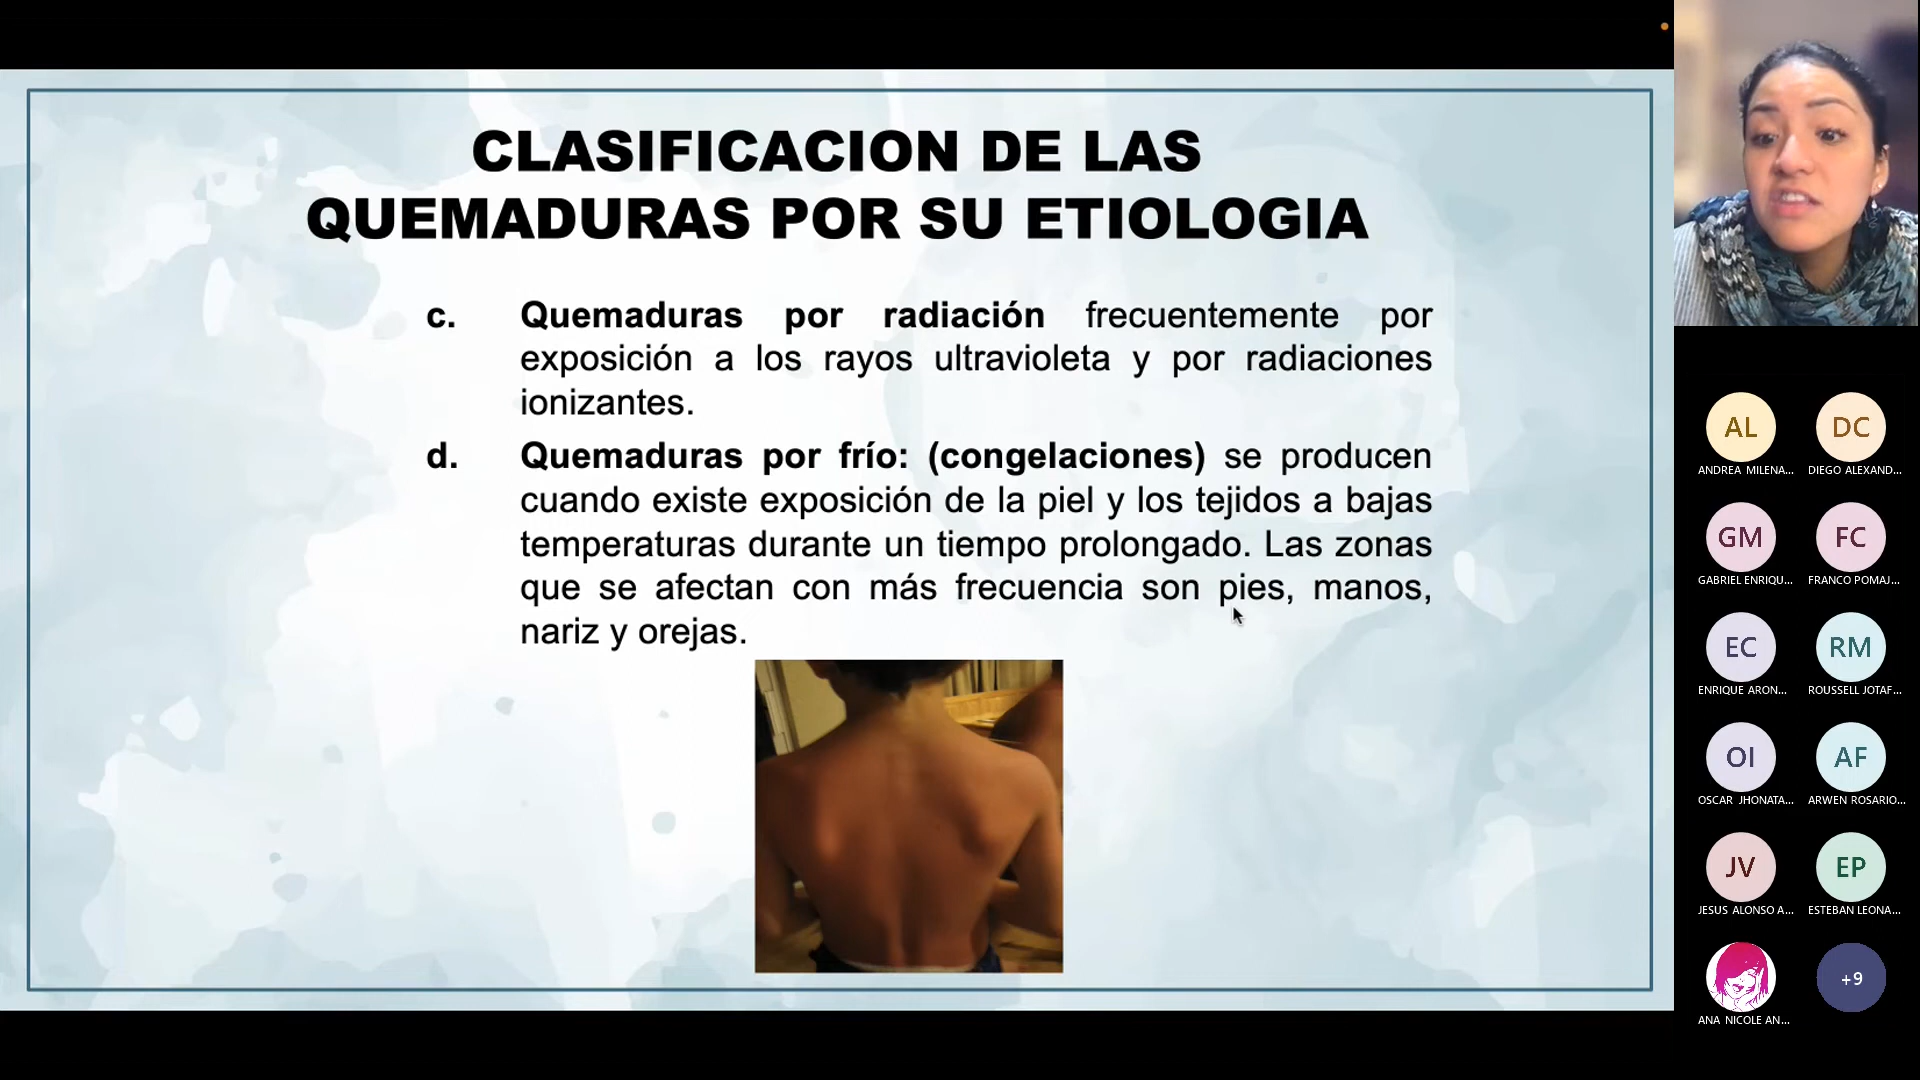 CLASIFICACION DE LAS
QUEMADURAS POR SU ETIOLOGIA
c. Quemaduras por radiación frecuentemente por
exposición a los rayos ultravioleta y por radiaciones
ionizantes.
d. Quemaduras por frío: (congelaciones) se producen
cuando existe exposición de la piel y los tejidos a bajas
temperaturas durante un tiempo prolongado. Las zonas
que se afectan con más frecuencia son pies, manos,
nariz y orejas.
AL DC
ANDREA MILENA... DIEGO ALEXAND...
GM FC
GABRIEL ENRIQU... FRANCO POMAJ...
EC RM
ENRIQUE ARON... ROUSSELL JOTAF...
OI AF
OSCAR JHONATA... ARWEN ROSARIO...
JV EP
JESUS ALONSO A... ESTEBAN LEONA...
+9
ANA NICOLE AN...